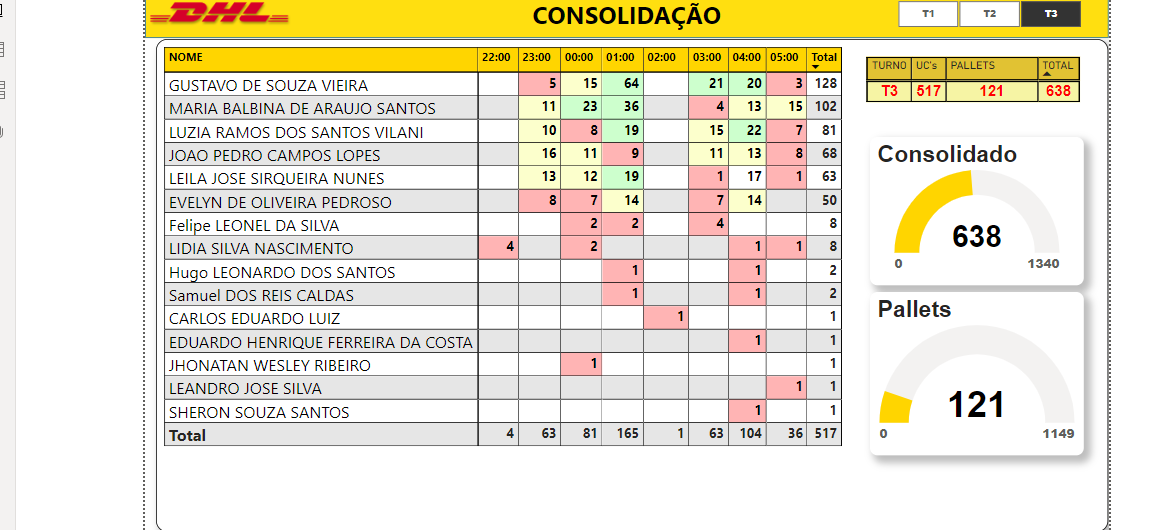 DHL
CONSOLIDAÇÃO
T1 T2 T3
NOME 22:00 23:00 00:00 01:00 02:00 03:00 04:00 05:00 Total
GUSTAVO DE SOUZA VIEIRA 5 15 64 21 20 3 128
MARIA BALBINA DE ARAUJO SANTOS 11 23 36 4 13 15 102
LUZIA RAMOS DOS SANTOS VILANI 10 8 19 15 22 7 81
JOAO PEDRO CAMPOS LOPES 16 11 9 11 13 8 68
LEILA JOSE SIRQUEIRA NUNES 13 12 19 1 17 1 63
EVELYN DE OLIVEIRA PEDROSO 8 7 14 7 14 50
Felipe LEONEL DA SILVA 2 2 4 8
LIDIA SILVA NASCIMENTO 4 2 1 1 8
Hugo LEONARDO DOS SANTOS 1 1 2
Samuel DOS REIS CALDAS 1 1 2
CARLOS EDUARDO LUIZ 1 1
EDUARDO HENRIQUE FERREIRA DA COSTA 1 1
JHONATAN WESLEY RIBEIRO 1 1
LEANDRO JOSE SILVA 1 1
SHERON SOUZA SANTOS 1 1
Total 4 63 81 165 1 63 104 36 517
TURNO UC's PALLETS TOTAL
T3 517 121 638
Consolidado
638
0 1340
Pallets
121
0 1149